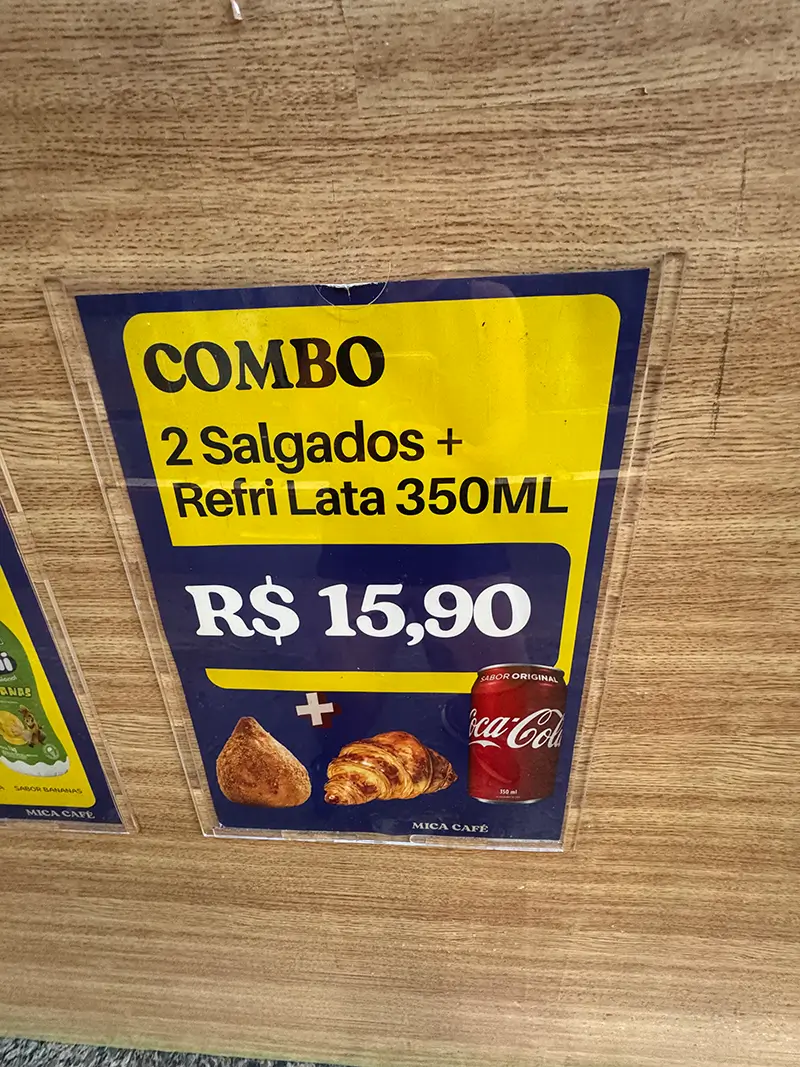 COMBO
2 Salgados +
Refri Lata 350ML
R$ 15,90
SABOR ORIGINAL
Coca-Cola
350 ml
MICA CAFÉ
SABOR BANANAS
MICA CAFÉ